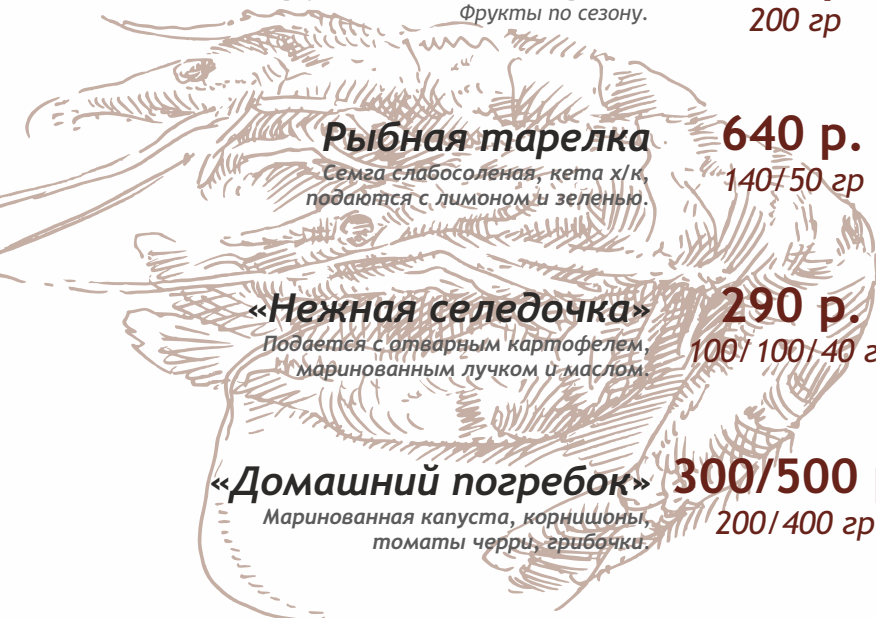 Фрукты по сезону.
200 гр
Рыбная тарелка 640 р.
Семга слабосоленая, кета х/к, 140/50 гр
подаются с лимоном и зеленью.
«Нежная селедочка» 290 р.
Подается с отварным картофелем, 100/100/40 г
маринованным лучком и маслом.
«Домашний погребок» 300/500
Маринованная капуста, корнишоны, 200/400 гр
томаты черри, грибочки.